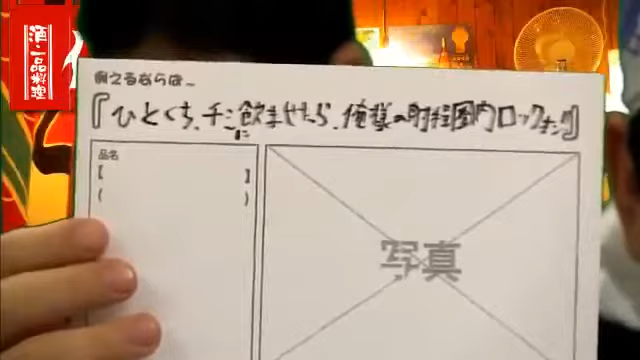 酒・一品料理
例えるならば…
『ひとくち、チンに飲ませたら、俺達の射程圏内ロックオン』
品名
【 】
( )
写真